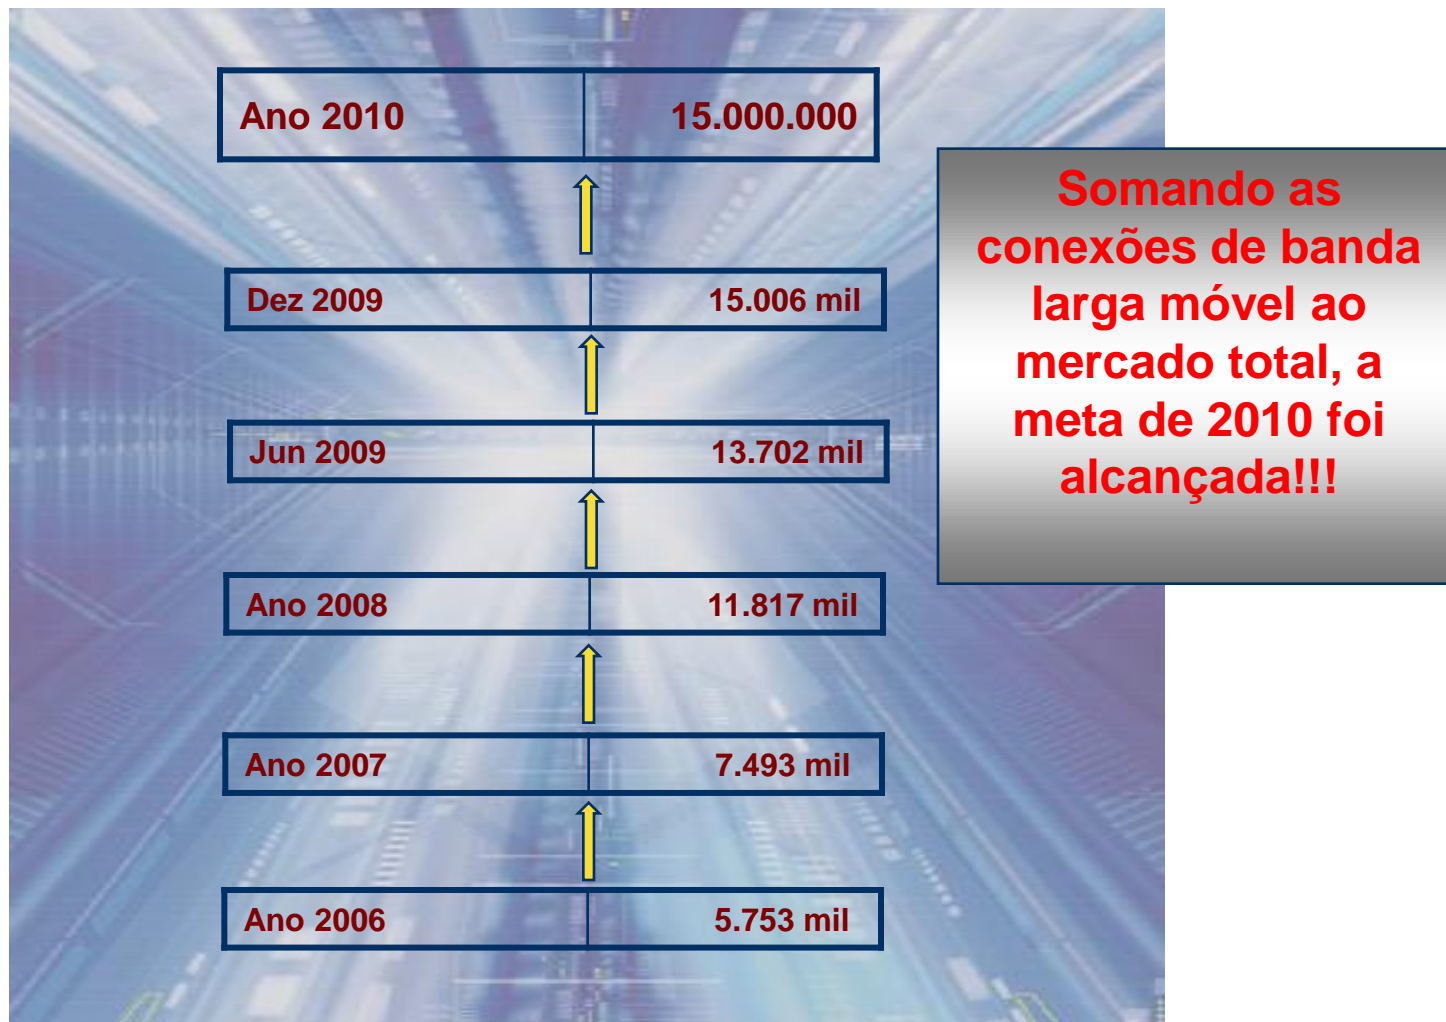 Ano 2010 15.000.000
Dez 2009 15.006 mil
Jun 2009 13.702 mil
Ano 2008 11.817 mil
Ano 2007 7.493 mil
Ano 2006 5.753 mil
Somando as
conexões de banda
larga móvel ao
mercado total, a
meta de 2010 foi
alcançada!!!